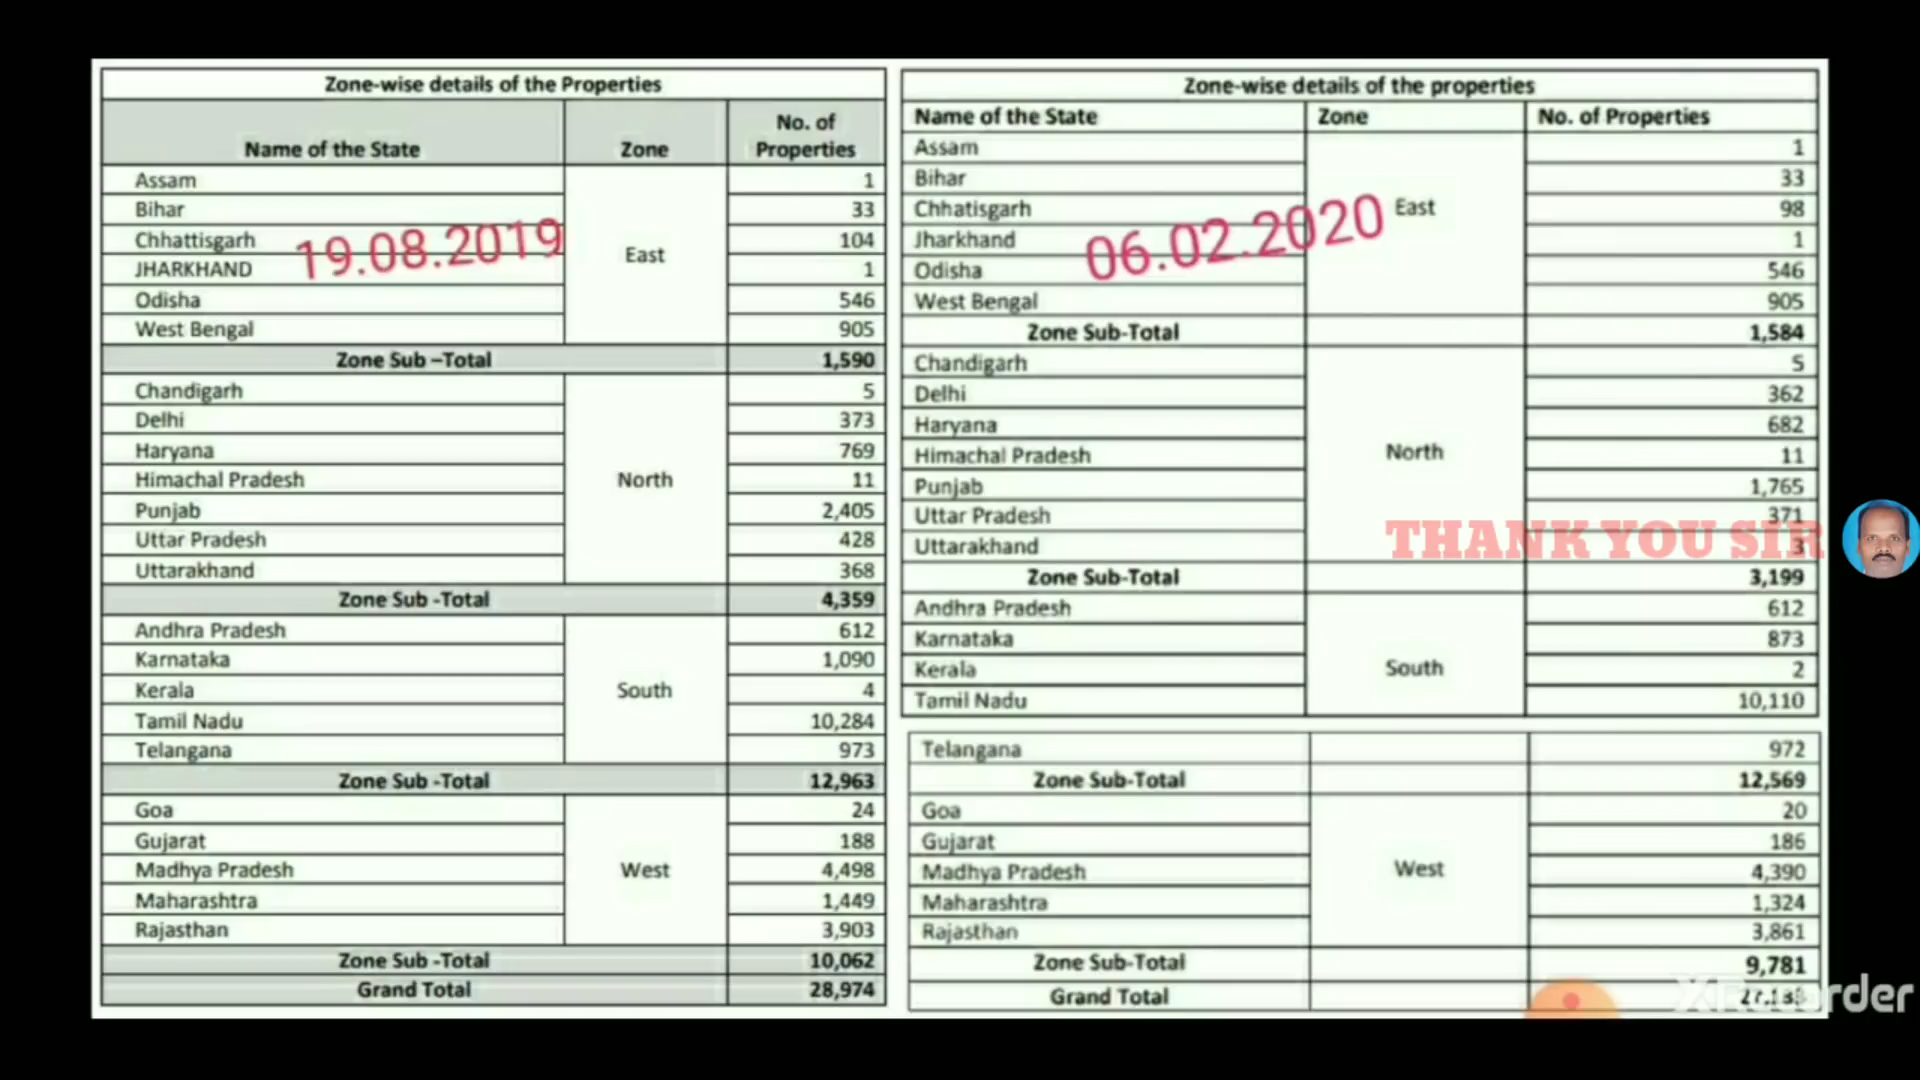 Zone-wise details of the Properties
Name of the State Zone No. of Properties
Assam 1
Bihar 33
Chhattisgarh 104
JHARKHAND East 1
Odisha 546
West Bengal 905
Zone Sub –Total 1,590
Chandigarh 5
Delhi 373
Haryana 769
Himachal Pradesh North 11
Punjab 2,405
Uttar Pradesh 428
Uttarakhand 368
Zone Sub -Total 4,359
Andhra Pradesh 612
Karnataka 1,090
Kerala South 4
Tamil Nadu 10,284
Telangana 973
Zone Sub -Total 12,963
Goa 24
Gujarat 188
Madhya Pradesh West 4,498
Maharashtra 1,449
Rajasthan 3,903
Zone Sub -Total 10,062
Grand Total 28,974
19.08.2019
Zone-wise details of the properties
Name of the State Zone No. of Properties
Assam 1
Bihar 33
Chhatisgarh East 98
Jharkhand 1
Odisha 546
West Bengal 905
Zone Sub-Total 1,584
Chandigarh 5
Delhi 362
Haryana 682
Himachal Pradesh North 11
Punjab 1,765
Uttar Pradesh 371
Uttarakhand 3
Zone Sub-Total 3,199
Andhra Pradesh 612
Karnataka 873
Kerala South 2
Tamil Nadu 10,110
Telangana 972
Zone Sub-Total 12,569
Goa 20
Gujarat 186
Madhya Pradesh West 4,390
Maharashtra 1,324
Rajasthan 3,861
Zone Sub-Total 9,781
Grand Total
06.02.2020
THANK YOU SIR